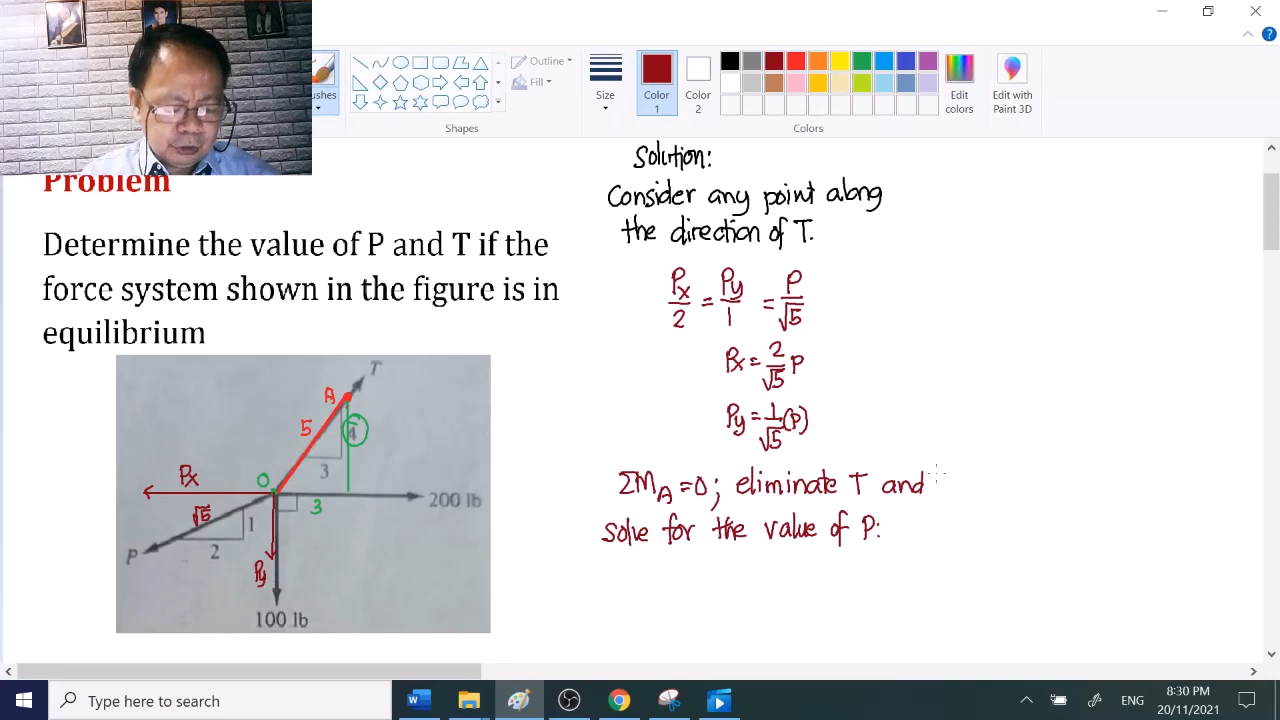 Outline
Fill
Size
Color
1
Color
2
Edit
colors
Edit with
Paint 3D
Shapes
Colors
Problem
Determine the value of P and T if the
force system shown in the figure is in
equilibrium
T
A
5
3
Px
O
200 lb
3
√5
1
2
P
Py
100 lb
Solution:
Consider any point along
the direction of T.
Px/2 = Py/1 = P/√5
Px = 2/√5 P
Py = 1/√5 (P)
ΣM_A = 0; eliminate T and
solve for the value of P:
Type here to search
ENG
8:30 PM
20/11/2021